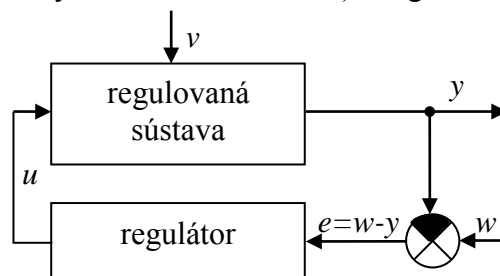 v
regulovaná
sústava
y
u
regulátor
e=w-y
w